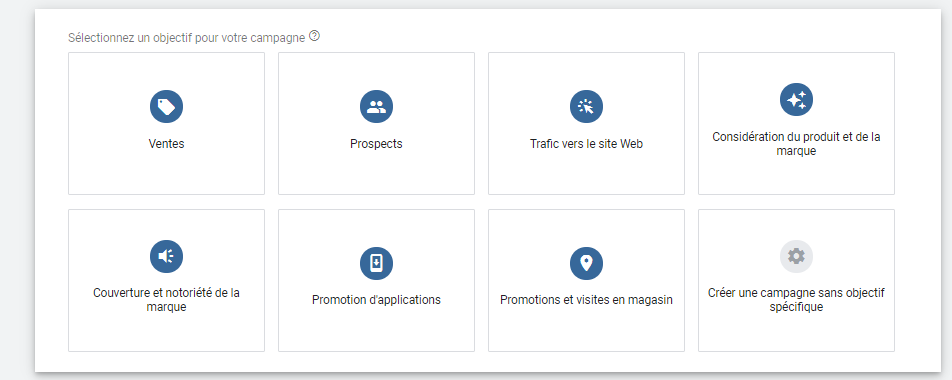 Sélectionnez un objectif pour votre campagne
Ventes
Prospects
Trafic vers le site Web
Considération du produit et de la
marque
Couverture et notoriété de la
marque
Promotion d'applications
Promotions et visites en magasin
Créer une campagne sans objectif
spécifique